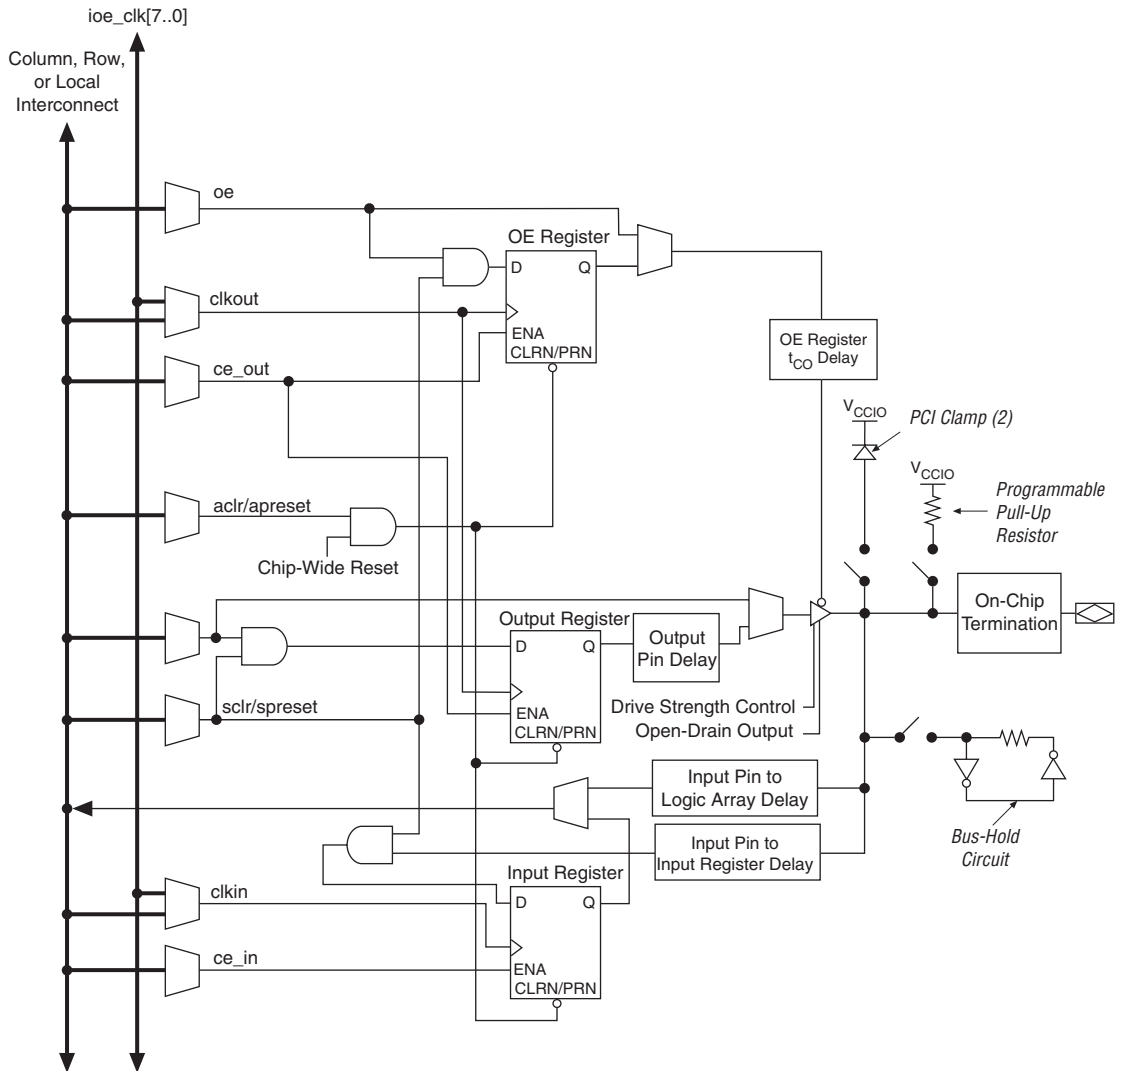 ioe_clk[7..0]
Column, Row,
or Local
Interconnect
oe
OE Register
D
Q
clkout
ENA
CLRN/PRN
OE Register
tCO Delay
ce_out
VCCIO
PCI Clamp (2)
VCCIO
Programmable
Pull-Up
Resistor
aclr/apreset
Chip-Wide Reset
On-Chip
Termination
Output Register
D
Q
Output
Pin Delay
sclr/spreset
ENA
CLRN/PRN
Drive Strength Control
Open-Drain Output
Input Pin to
Logic Array Delay
Input Pin to
Input Register Delay
Bus-Hold
Circuit
Input Register
clkin
D
Q
ce_in
ENA
CLRN/PRN